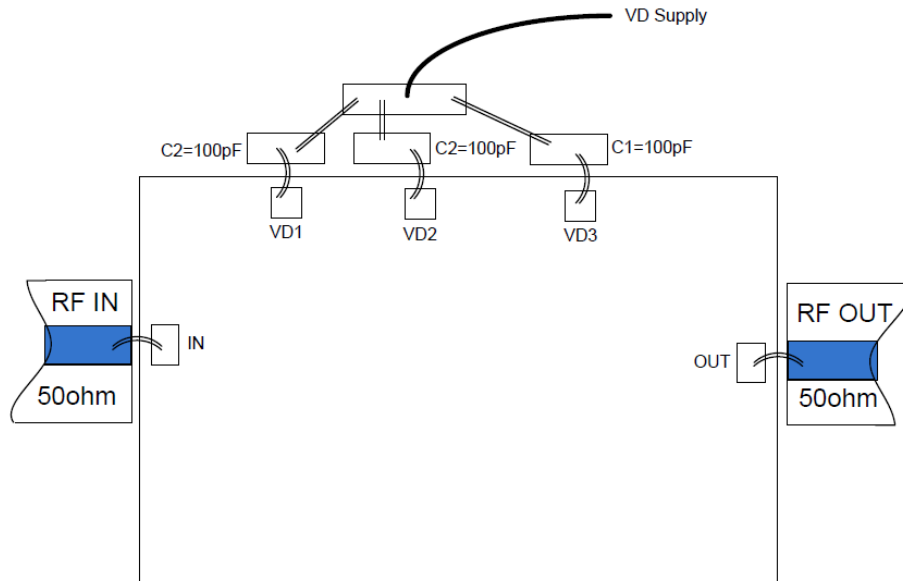 VD Supply
C2=100pF
C2=100pF
C1=100pF
VD1
VD2
VD3
RF IN
IN
50ohm
RF OUT
OUT
50ohm